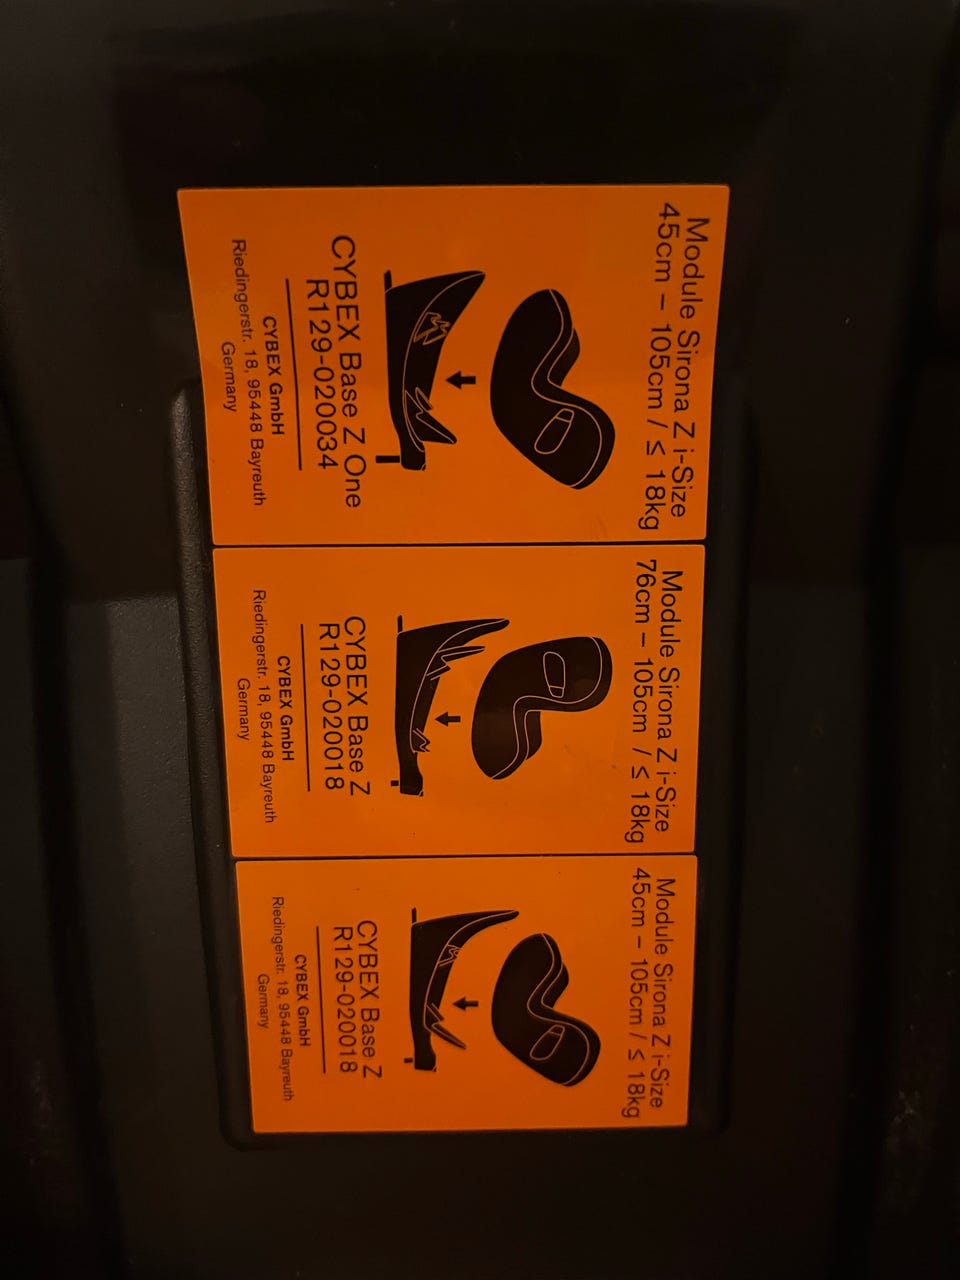 Module Sirona Z i-Size
45cm – 105cm / ≤ 18kg
CYBEX Base Z One
R129-020034
CYBEX GmbH
Riedingerstr. 18, 95448 Bayreuth
Germany
Module Sirona Z i-Size
76cm – 105cm / ≤ 18kg
CYBEX Base Z
R129-020018
CYBEX GmbH
Riedingerstr. 18, 95448 Bayreuth
Germany
Module Sirona Z i-Size
45cm – 105cm / ≤ 18kg
CYBEX Base Z
R129-020018
CYBEX GmbH
Riedingerstr. 18, 95448 Bayreuth
Germany